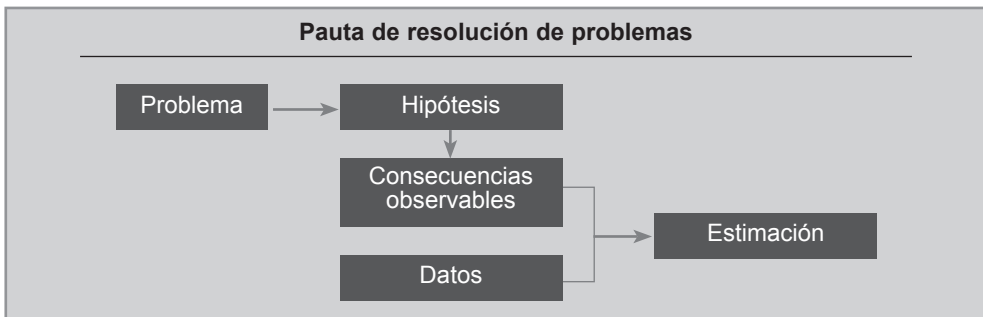 Pauta de resolución de problemas
Problema
Hipótesis
Consecuencias
observables
Estimación
Datos